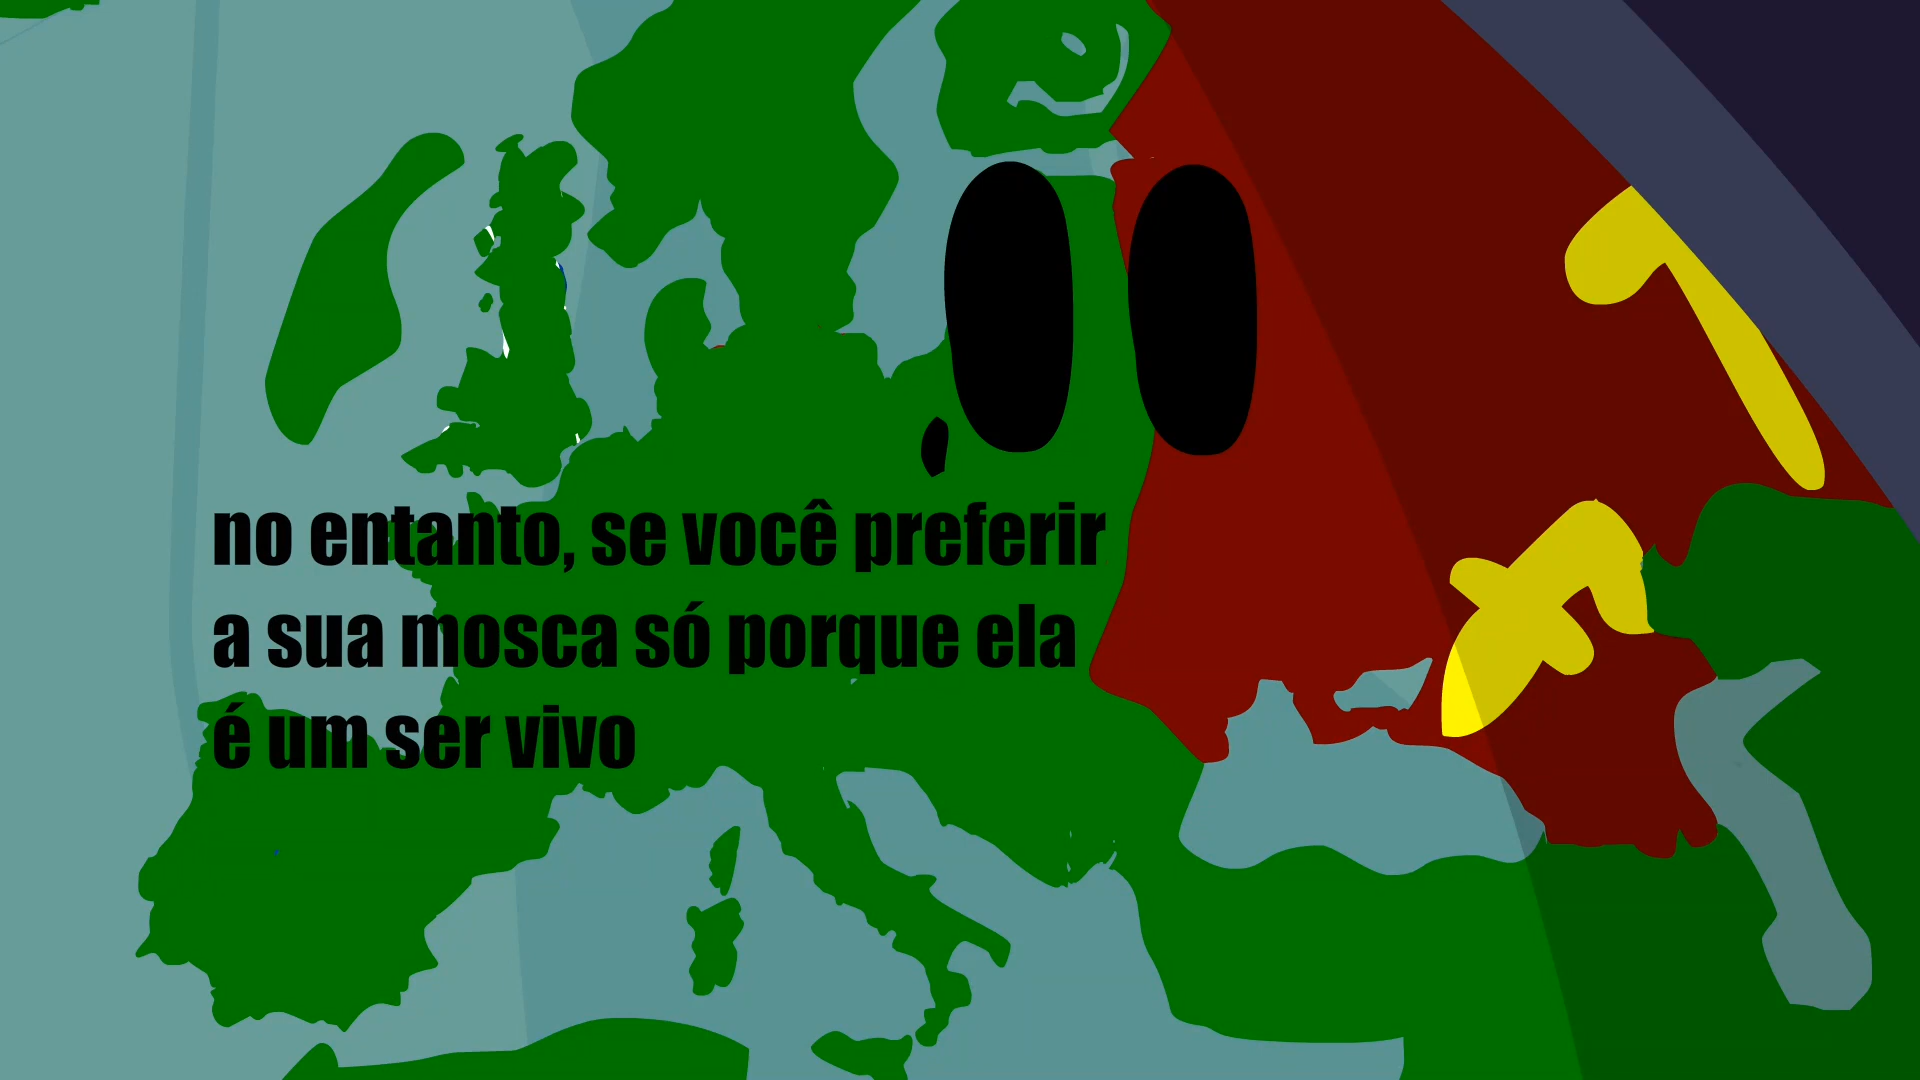 no entanto, se você preferir
a sua mosca só porque ela
é um ser vivo